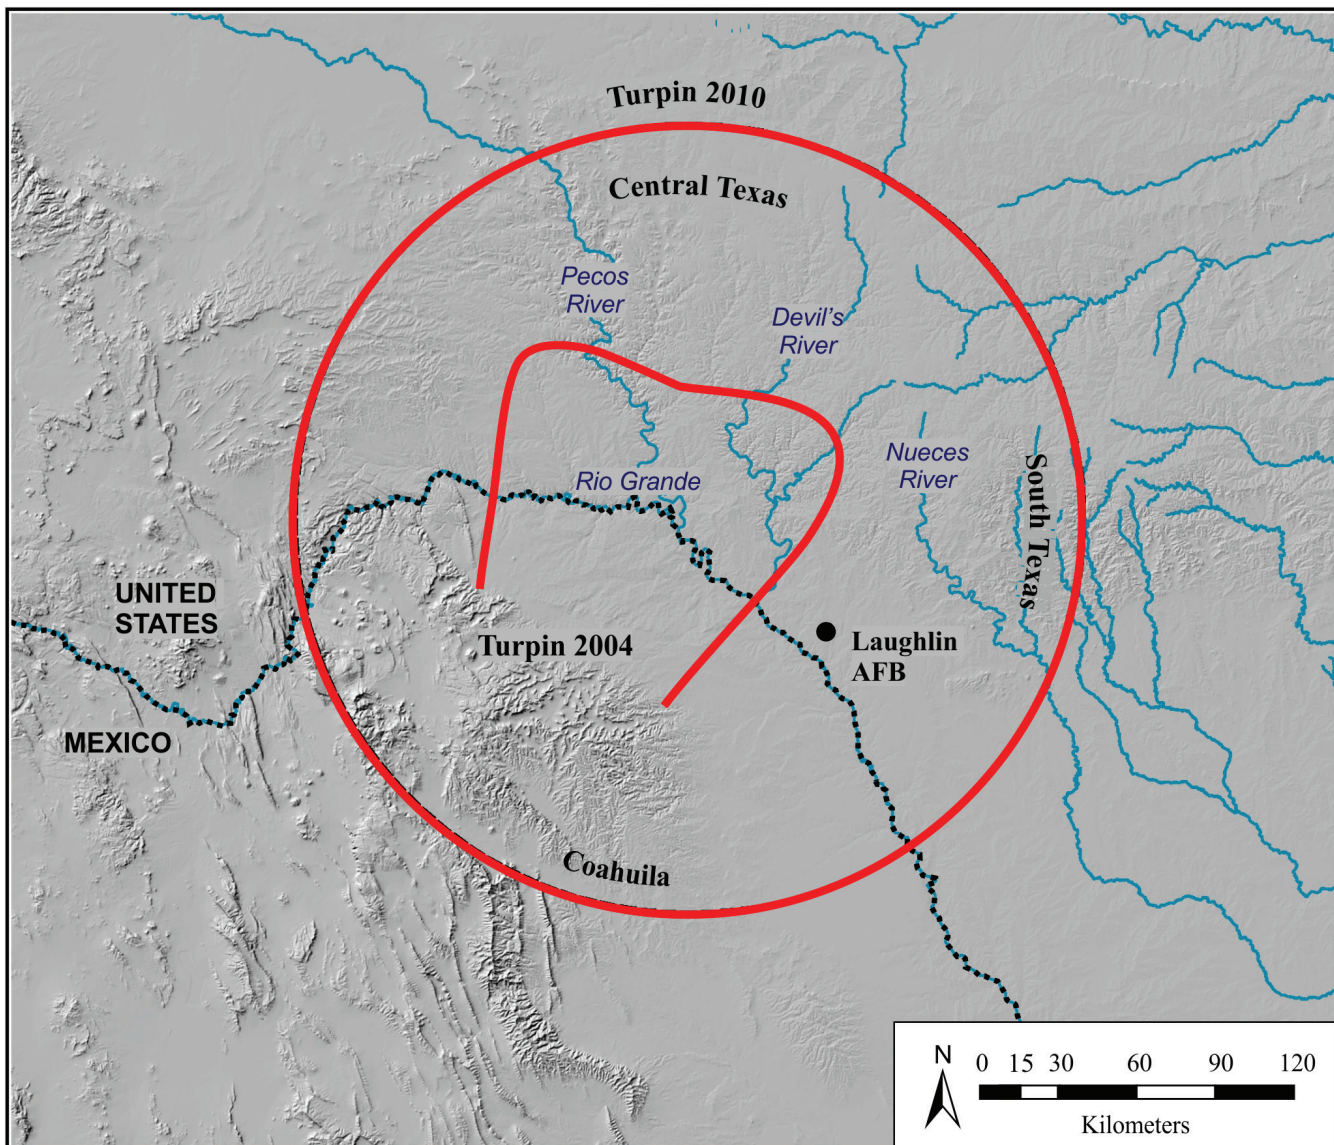 Turpin 2010
Central Texas
Pecos
River
Devil's
River
Nueces
River
Rio Grande
South Texas
UNITED
STATES
Turpin 2004
Laughlin
AFB
MEXICO
Coahuila
N
0 15 30 60 90 120
Kilometers